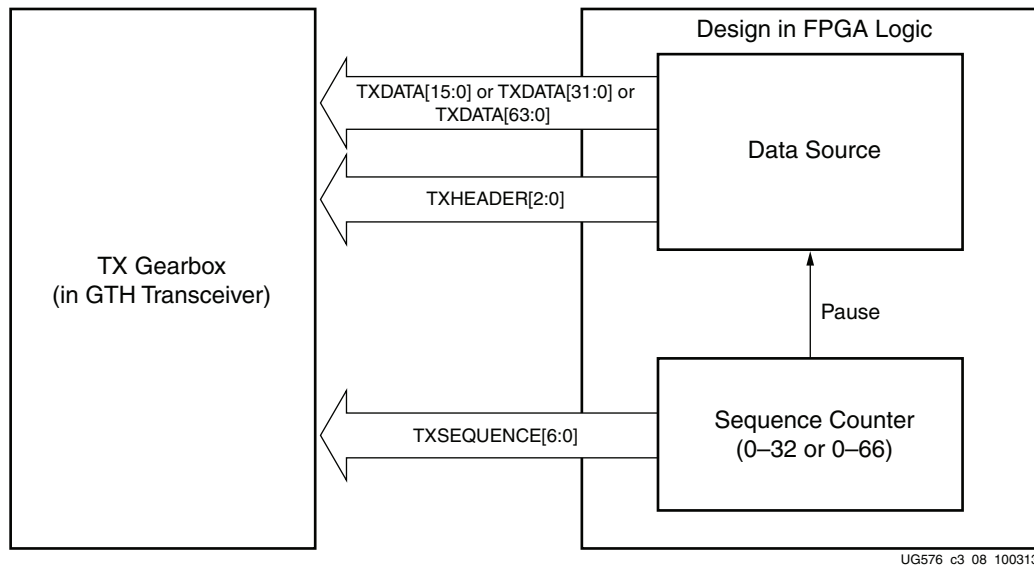 Design in FPGA Logic
TXDATA[15:0] or TXDATA[31:0] or
TXDATA[63:0]
Data Source
TXHEADER[2:0]
TX Gearbox
(in GTH Transceiver)
Pause
TXSEQUENCE[6:0]
Sequence Counter
(0–32 or 0–66)
UG576_c3_08_100313